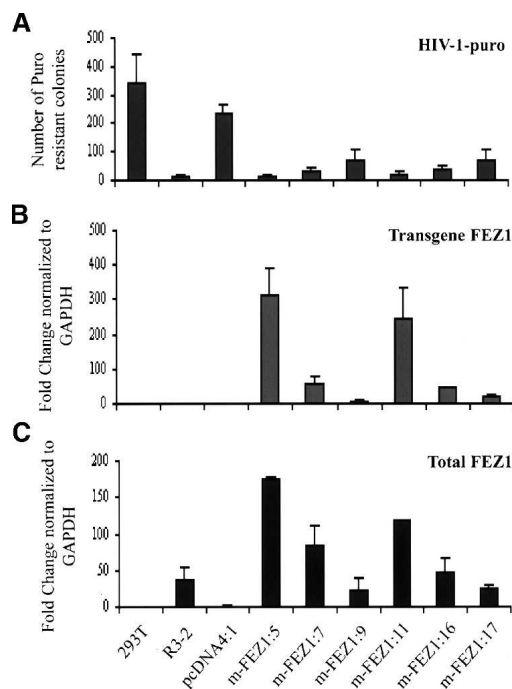 A
HIV-1-puro
Number of Puro
resistant colonies
500
400
300
200
100
0
B
Transgene FEZ1
Fold Change normalized to
GAPDH
500
400
300
200
100
0
C
Total FEZ1
Fold Change normalized to
GAPDH
200
150
100
50
0
293T
R3-2
pcDNA4:1
m-FEZ1:5
m-FEZ1:7
m-FEZ1:9
m-FEZ1:11
m-FEZ1:16
m-FEZ1:17